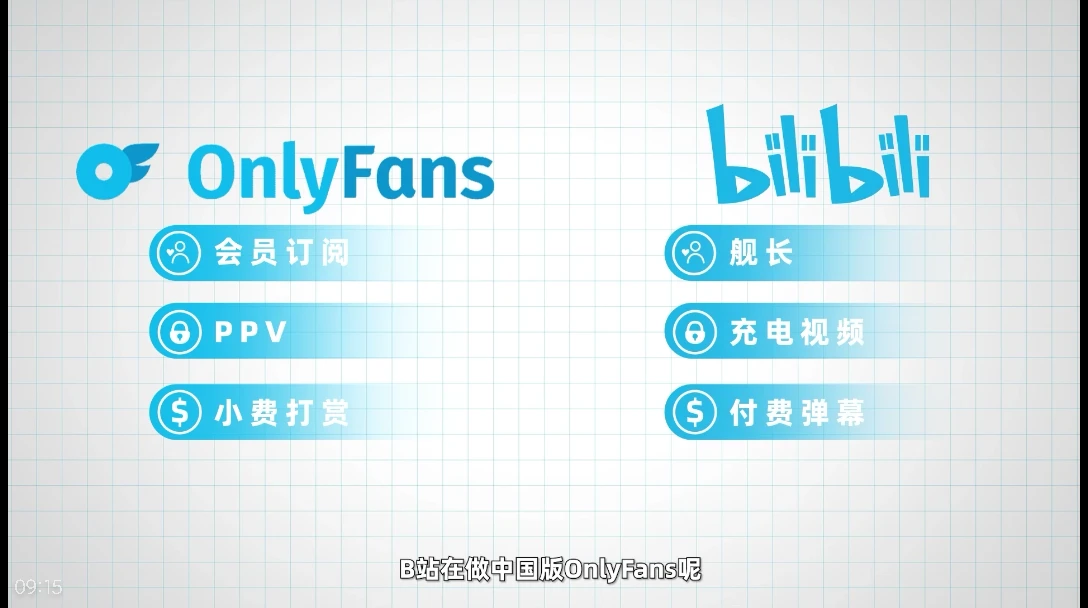 OnlyFans
bilibili
会员订阅
舰长
PPV
充电视频
$ 小费打赏
$ 付费弹幕
B站在做中国版OnlyFans呢
09:15